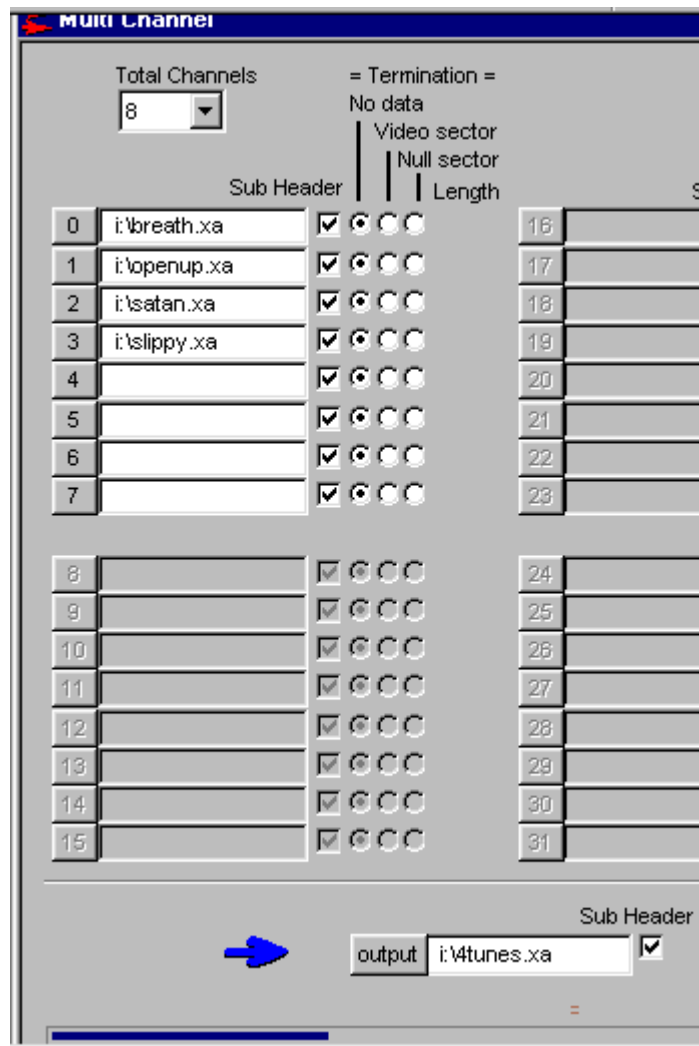 Multi Channel
Total Channels = Termination =
8 No data
Video sector
Null sector
Sub Header Length S
0 i:\breath.xa 16
1 i:\openup.xa 17
2 i:\satan.xa 18
3 i:\slippy.xa 19
4 20
5 21
6 22
7 23
8 24
9 25
10 26
11 27
12 28
13 29
14 30
15 31
Sub Header
output i:\4tunes.xa
=